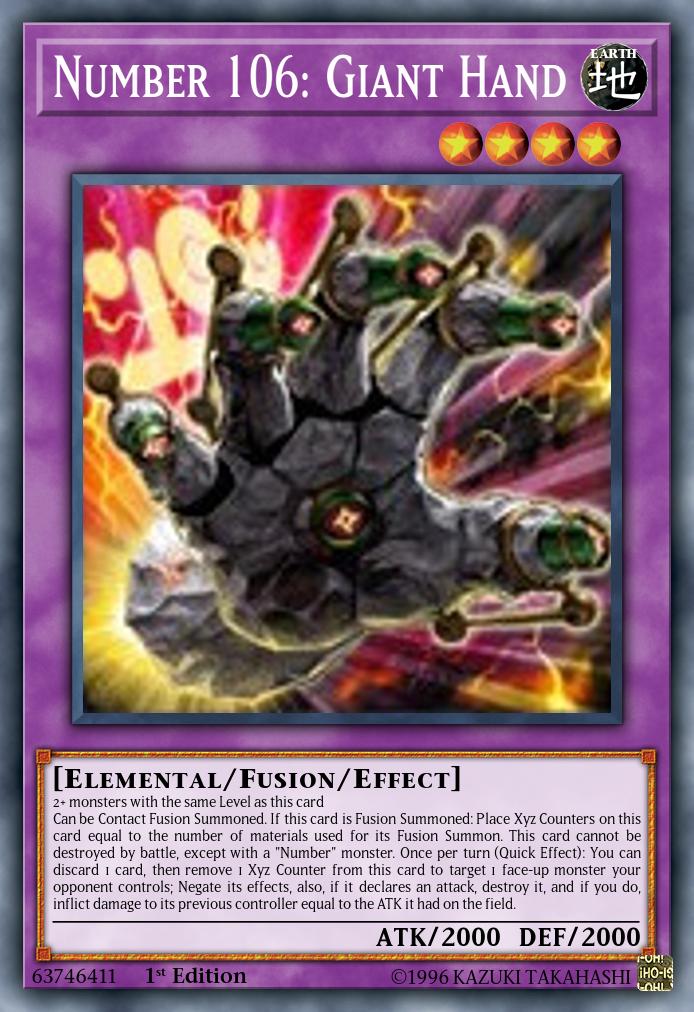 NUMBER 106: GIANT HAND
EARTH
地
[ELEMENTAL/FUSION/EFFECT]
2+ monsters with the same Level as this card
Can be Contact Fusion Summoned. If this card is Fusion Summoned: Place Xyz Counters on this
card equal to the number of materials used for its Fusion Summon. This card cannot be
destroyed by battle, except with a "Number" monster. Once per turn (Quick Effect): You can
discard 1 card, then remove 1 Xyz Counter from this card to target 1 face-up monster your
opponent controls; Negate its effects, also, if it declares an attack, destroy it, and if you do,
inflict damage to its previous controller equal to the ATK it had on the field.
ATK/2000 DEF/2000
63746411 1st Edition ©1996 KAZUKI TAKAHASHI